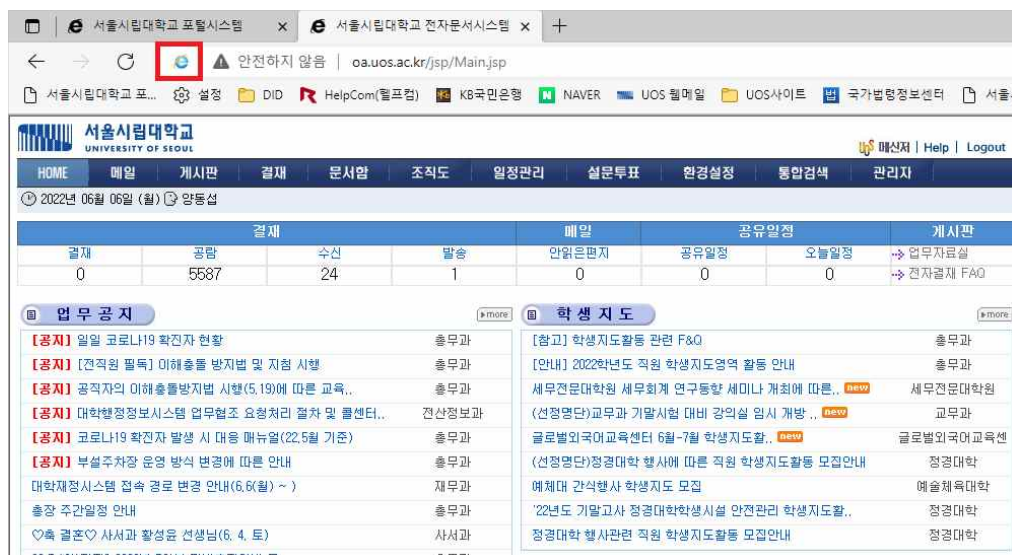 서울시립대학교 포털시스템
서울시립대학교 전자문서시스템
안전하지 않음 | oa.uos.ac.kr/jsp/Main.jsp
서울시립대학교 포... 설정 DID HelpCom(헬프컴) KB국민은행 NAVER UOS 웹메일 UOS사이트 국가법령정보센터 서울
서울시립대학교
UNIVERSITY OF SEOUL
메신저 | Help | Logout
HOME 메일 게시판 결재 문서함 조직도 일정관리 설문투표 환경설정 통합검색 관리자
2022년 06월 06일 (월) 양동섭
결재 메일 공유일정 게시판
결재 공람 수신 발송 안읽은편지 공유일정 오늘일정 업무자료실
0 5587 24 1 0 0 0 전자결재 FAQ
업무공지 more
[공지] 일일 코로나19 확진자 현황 총무과
[공지] [전직원 필독] 이해충돌 방지법 및 지침 시행 총무과
[공지] 공직자의 이해충돌방지법 시행(5.19)에 따른 교육.. 총무과
[공지] 대학행정정보시스템 업무협조 요청처리 절차 및 콜센터.. 전산정보과
[공지] 코로나19 확진자 발생 시 대응 매뉴얼(22.5월 기준) 총무과
[공지] 부설주차장 운영 방식 변경에 따른 안내 총무과
대학재정시스템 접속 경로 변경 안내(6.6(월) ~ ) 재무과
총장 주간일정 안내 총무과
♡축 결혼♡ 사서과 황성윤 선생님(6. 4. 토) 사서과
학생지도 more
[참고] 학생지도활동 관련 F&Q 총무과
[안내] 2022학년도 직원 학생지도영역 활동 안내 총무과
세무전문대학원 세무회계 연구동향 세미나 개최에 따른.. new 세무전문대학원
(선정명단)교무과 기말시험 대비 강의실 임시 개방 .. new 교무과
글로벌외국어교육센터 6월-7월 학생지도활.. new 글로벌외국어교육센
(선정명단)정경대학 행사에 따른 직원 학생지도활동 모집안내 정경대학
예체대 간식행사 학생지도 모집 예술체육대학
'22년도 기말고사 정경대학학생시설 안전관리 학생지도활.. 정경대학
정경대학 행사관련 직원 학생지도활동 모집안내 정경대학